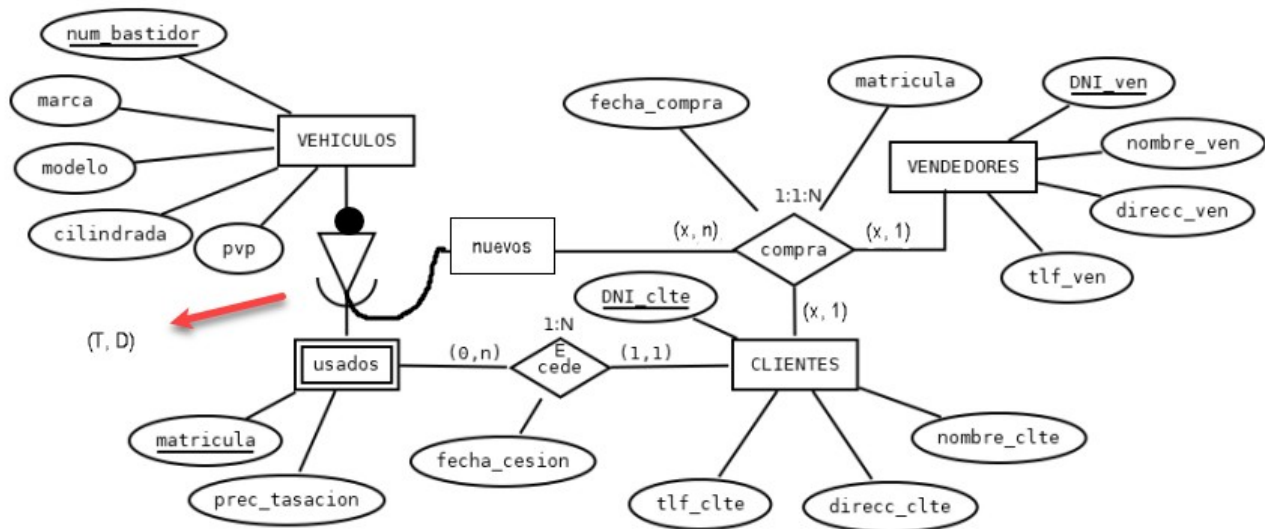 num_bastidor
marca
modelo
cilindrada
pvp
VEHICULOS
fecha_compra
matricula
DNI_ven
nombre_ven
direcc_ven
tlf_ven
VENDEDORES
1:1:N
nuevos
(x, n)
compra
(x, 1)
(x, 1)
(T, D)
usados
matricula
prec_tasacion
(0,n)
1:N
E
cede
(1,1)
fecha_cesion
DNI_clte
CLIENTES
nombre_clte
tlf_clte
direcc_clte